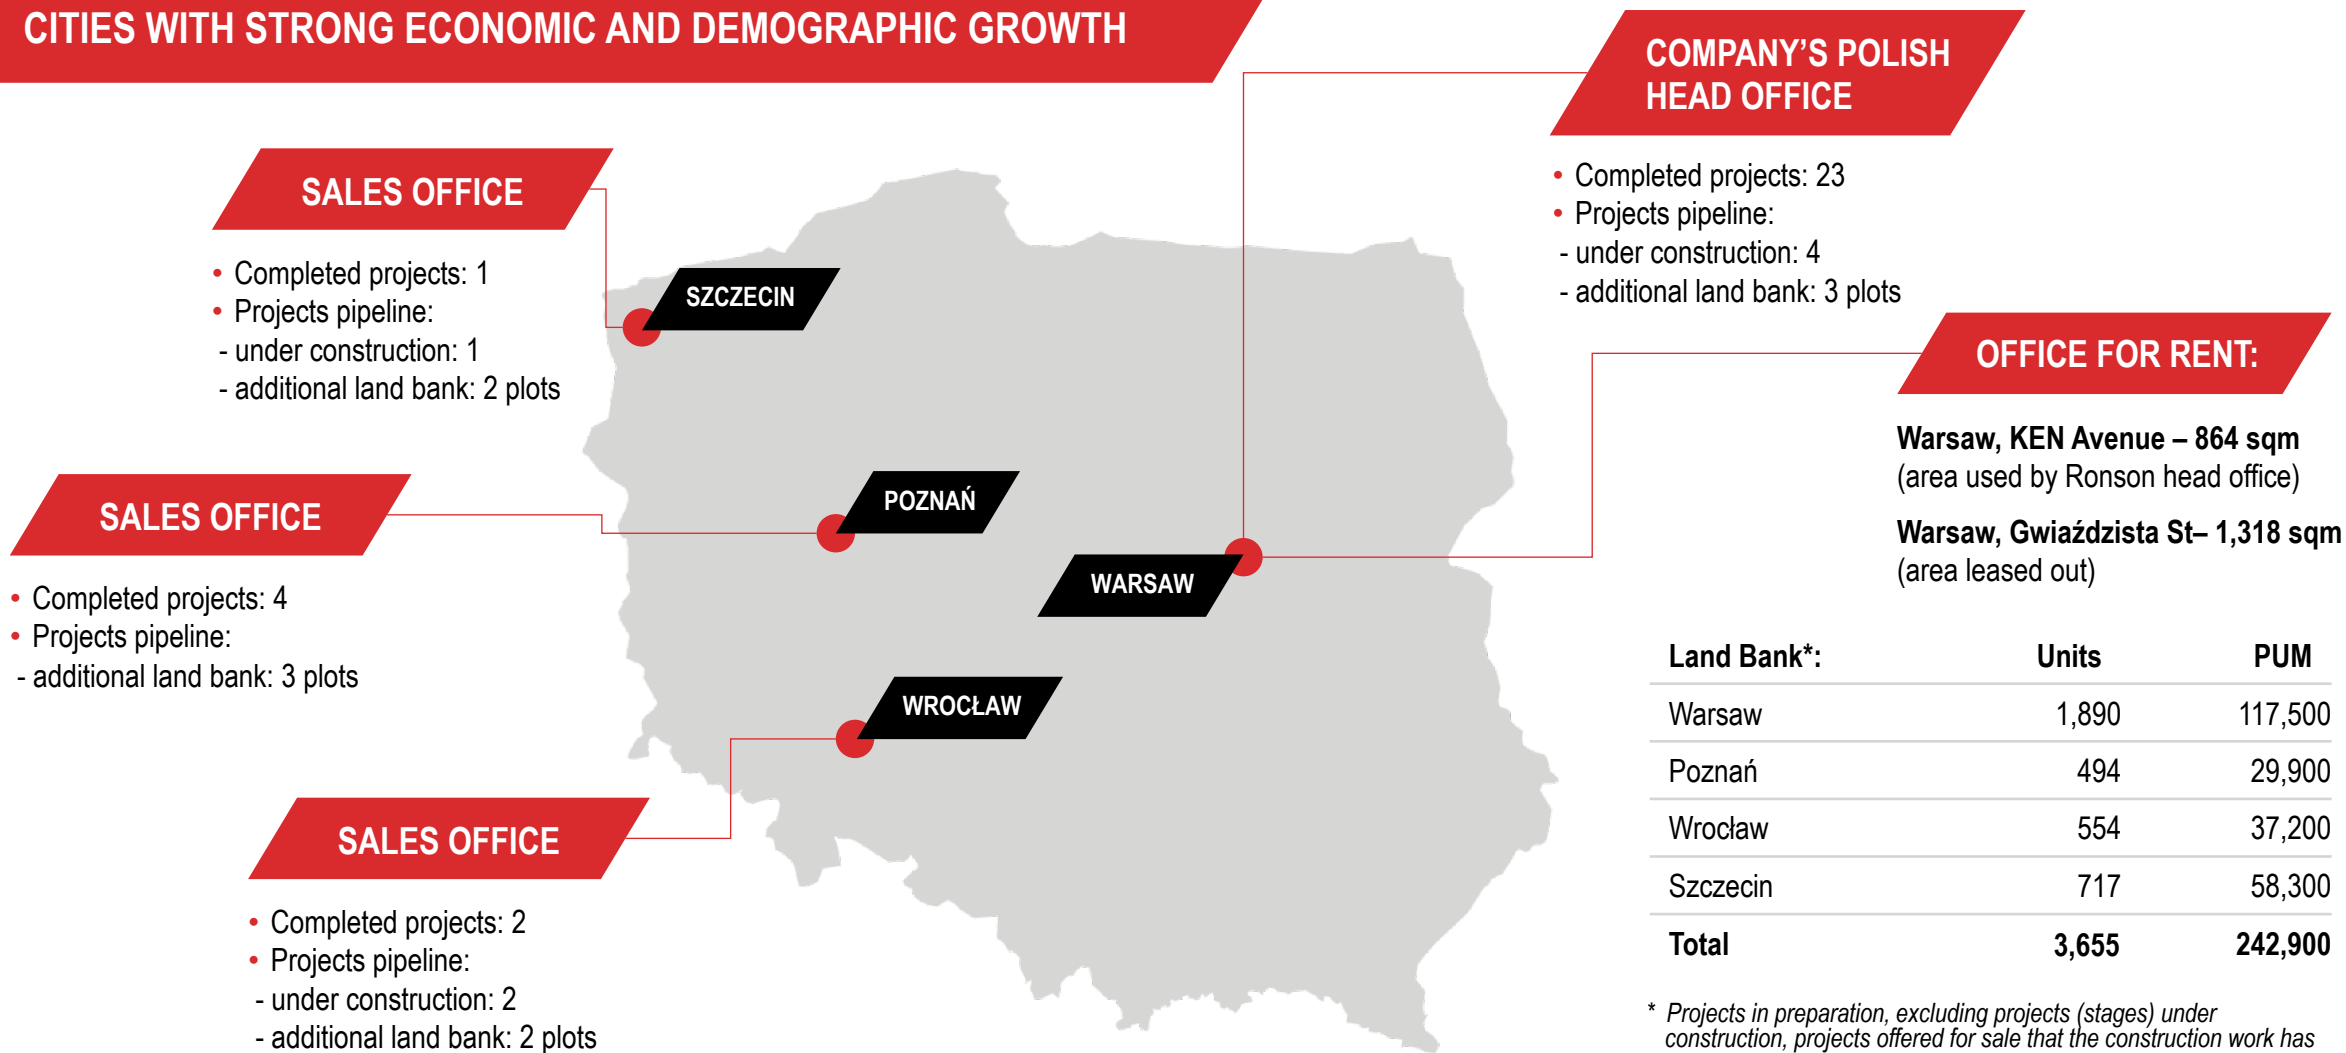 CITIES WITH STRONG ECONOMIC AND DEMOGRAPHIC GROWTH
COMPANY’S POLISH
HEAD OFFICE
• Completed projects: 23
• Projects pipeline:
- under construction: 4
- additional land bank: 3 plots
SALES OFFICE
• Completed projects: 1
• Projects pipeline:
- under construction: 1
- additional land bank: 2 plots
SZCZECIN
OFFICE FOR RENT:
Warsaw, KEN Avenue – 864 sqm
(area used by Ronson head office)
Warsaw, Gwiaździsta St– 1,318 sqm
(area leased out)
SALES OFFICE
• Completed projects: 4
• Projects pipeline:
- additional land bank: 3 plots
POZNAŃ
WARSAW
WROCŁAW
SALES OFFICE
• Completed projects: 2
• Projects pipeline:
- under construction: 2
- additional land bank: 2 plots
Land Bank*: Units PUM
Warsaw 1,890 117,500
Poznań 494 29,900
Wrocław 554 37,200
Szczecin 717 58,300
Total 3,655 242,900
* Projects in preparation, excluding projects (stages) under
construction, projects offered for sale that the construction work has